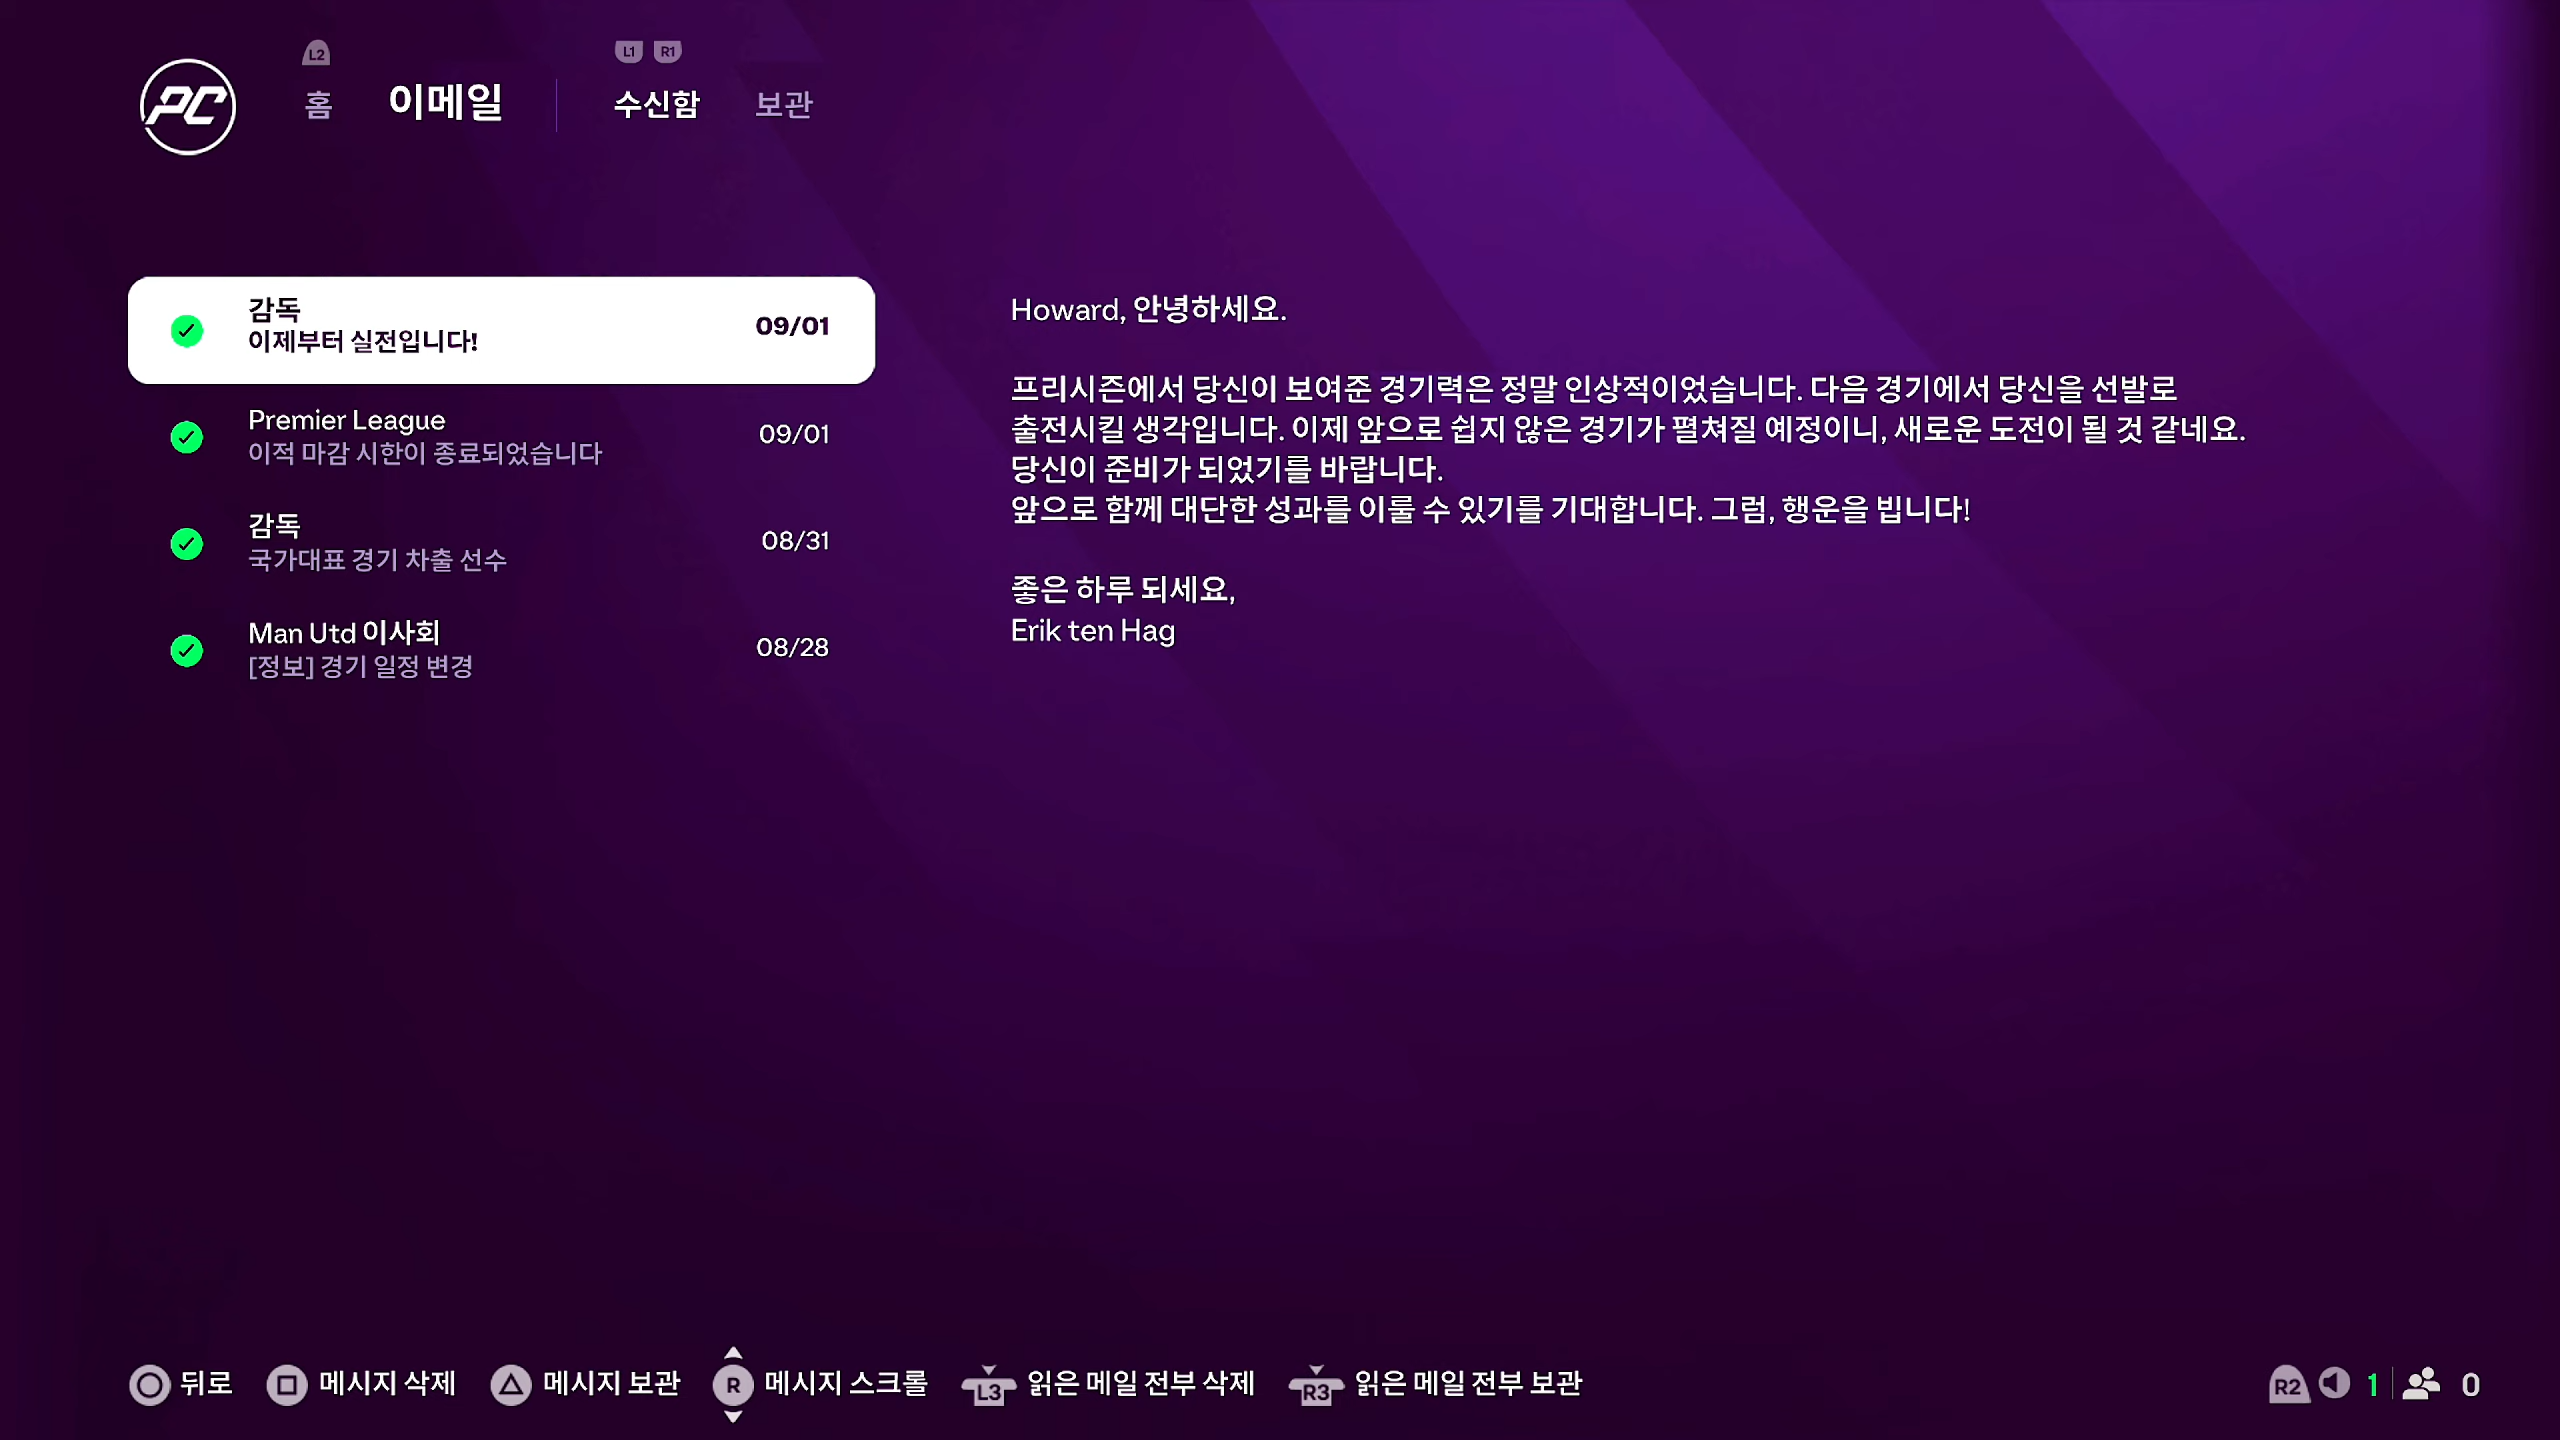 L2
L1 R1
PC
홈
이메일
수신함
보관
감독
이제부터 실전입니다!
09/01
Premier League
이적 마감 시한이 종료되었습니다
09/01
감독
국가대표 경기 차출 선수
08/31
Man Utd 이사회
[정보] 경기 일정 변경
08/28
Howard, 안녕하세요.
프리시즌에서 당신이 보여준 경기력은 정말 인상적이었습니다. 다음 경기에서 당신을 선발로
출전시킬 생각입니다. 이제 앞으로 쉽지 않은 경기가 펼쳐질 예정이니, 새로운 도전이 될 것 같네요.
당신이 준비가 되었기를 바랍니다.
앞으로 함께 대단한 성과를 이룰 수 있기를 기대합니다. 그럼, 행운을 빕니다!
좋은 하루 되세요,
Erik ten Hag
뒤로
메시지 삭제
메시지 보관
R 메시지 스크롤
L3 읽은 메일 전부 삭제
R3 읽은 메일 전부 보관
R2 1 0